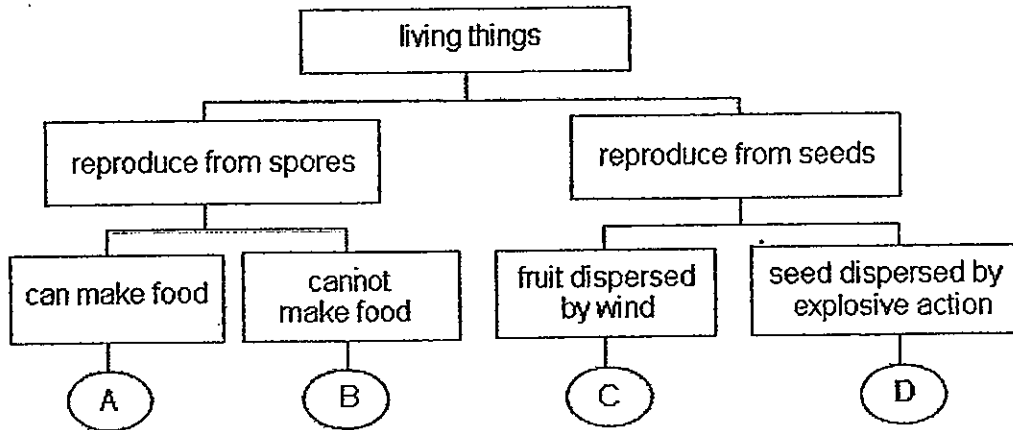 living things
reproduce from spores
reproduce from seeds
can make food
cannot
make food
fruit dispersed
by wind
seed dispersed by
explosive action
A
B
C
D